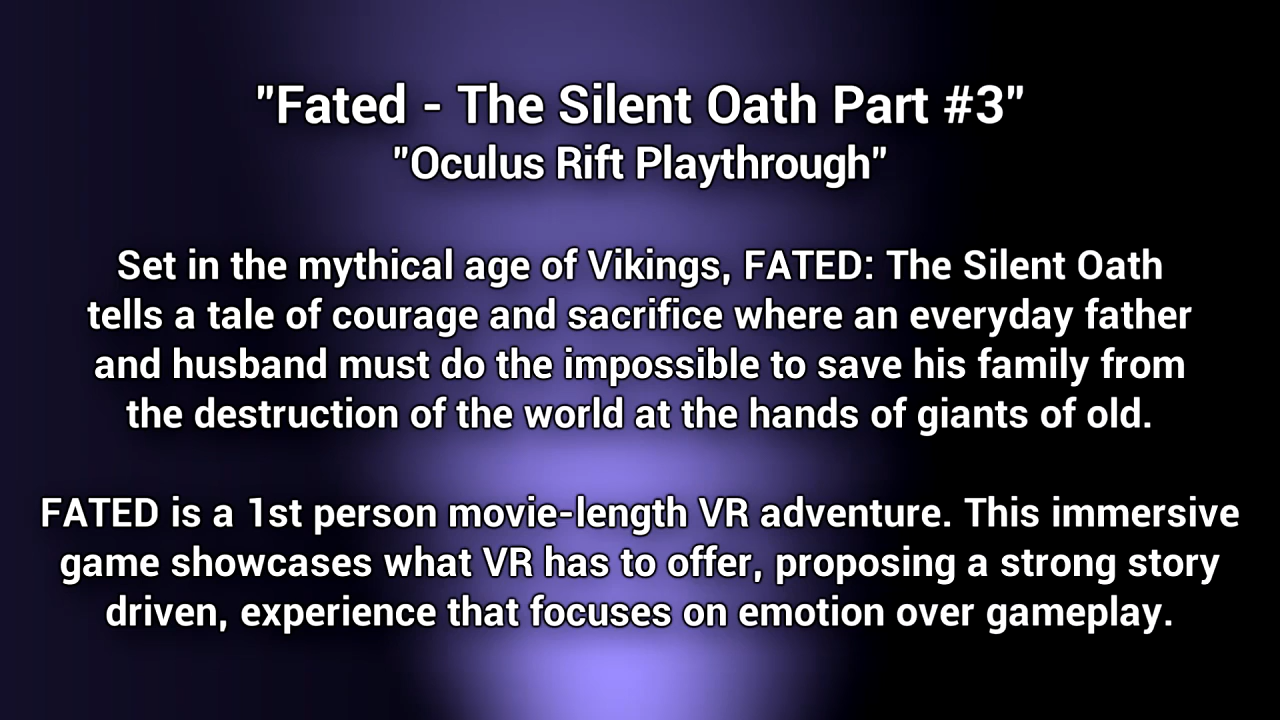 "Fated - The Silent Oath Part #3"
"Oculus Rift Playthrough"
Set in the mythical age of Vikings, FATED: The Silent Oath
tells a tale of courage and sacrifice where an everyday father
and husband must do the impossible to save his family from
the destruction of the world at the hands of giants of old.
FATED is a 1st person movie-length VR adventure. This immersive
game showcases what VR has to offer, proposing a strong story
driven, experience that focuses on emotion over gameplay.